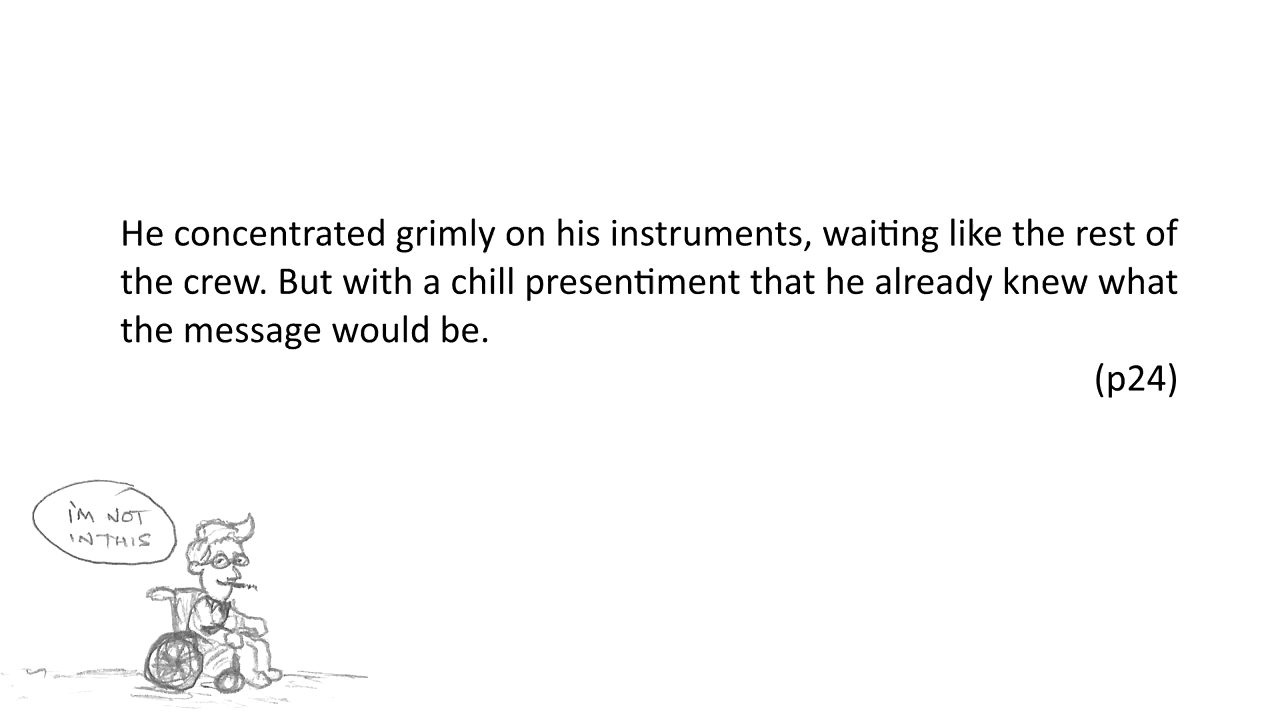 He concentrated grimly on his instruments, waiting like the rest of
the crew. But with a chill presentiment that he already knew what
the message would be.
(p24)
I'M NOT
IN THIS